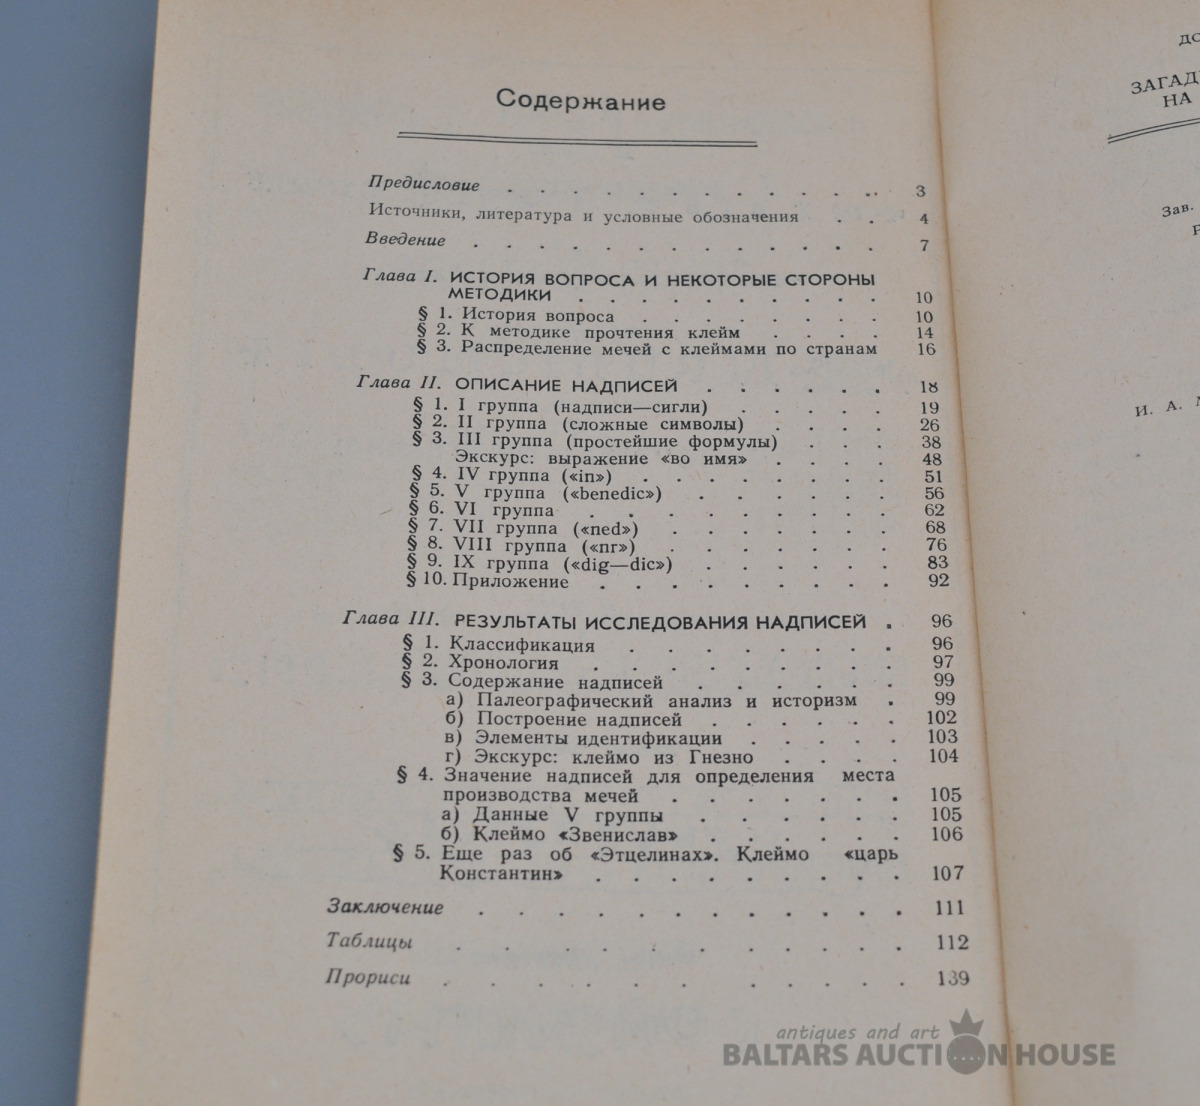 Содержание
Предисловие . . . . . . . . . . . . 3
Источники, литература и условные обозначения . . 4
Введение . . . . . . . . . . . . . 7
Глава I. ИСТОРИЯ ВОПРОСА И НЕКОТОРЫЕ СТОРОНЫ
МЕТОДИКИ . . . . . . . . . . 10
§ 1. История вопроса . . . . . . . . 10
§ 2. К методике прочтения клейм . . . . 14
§ 3. Распределение мечей с клеймами по странам 16
Глава II. ОПИСАНИЕ НАДПИСЕЙ . . . . . . 18
§ 1. I группа (надписи—сигли) . . . . . 19
§ 2. II группа (сложные символы) . . . . 26
§ 3. III группа (простейшие формулы) . . . 38
Экскурс: выражение «во имя» . . . . 48
§ 4. IV группа («in») . . . . . . . . 51
§ 5. V группа («benedic») . . . . . . 56
§ 6. VI группа . . . . . . . . . 62
§ 7. VII группа («ned») . . . . . . . 68
§ 8. VIII группа («nr») . . . . . . . 76
§ 9. IX группа («dig—dic») . . . . . . 83
§ 10. Приложение . . . . . . . . . 92
Глава III. РЕЗУЛЬТАТЫ ИССЛЕДОВАНИЯ НАДПИСЕЙ . 96
§ 1. Классификация . . . . . . . . 96
§ 2. Хронология . . . . . . . . . 97
§ 3. Содержание надписей . . . . . . 99
а) Палеографический анализ и историзм . 99
б) Построение надписей . . . . . . 102
в) Элементы идентификации . . . . . 103
г) Экскурс: клеймо из Гнезно . . . . 104
§ 4. Значение надписей для определения места
производства мечей . . . . . . . 105
а) Данные V группы . . . . . . 105
б) Клеймо «Звенислав» . . . . . . 106
§ 5. Еще раз об «Этцелинах». Клеймо «царь
Константин» . . . . . . . . . 107
Заключение . . . . . . . . . . . . 111
Таблицы . . . . . . . . . . . . 112
Прориси . . . . . . . . . . . . 139
НА
Зав.
И. А.
antiques and art
BALTARS AUCTION HOUSE